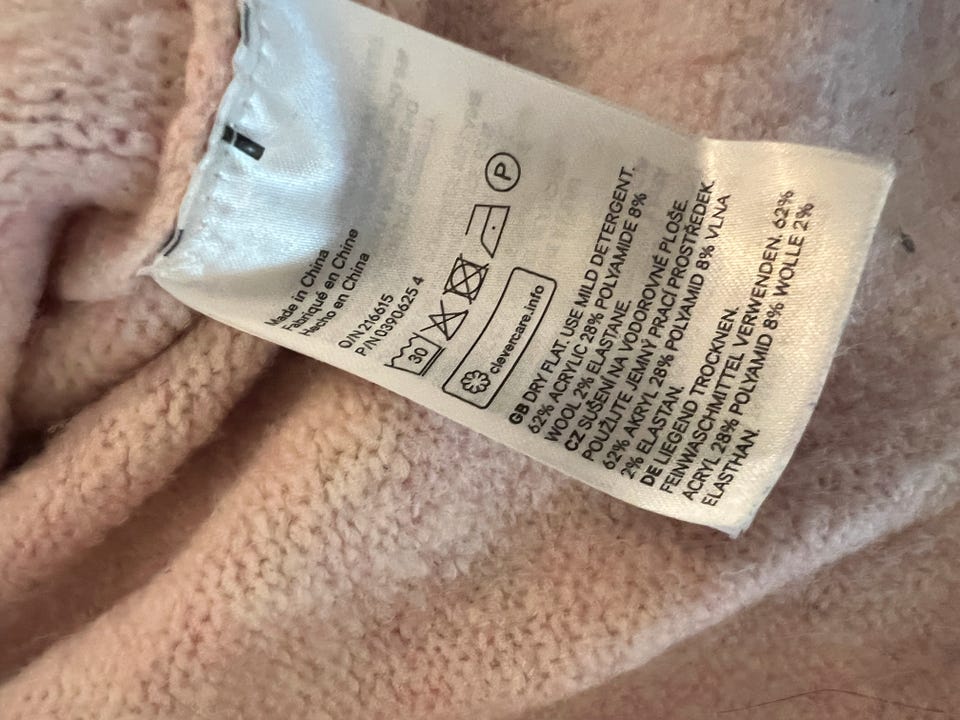 Made in China
Fabriqué en Chine
Hecho en China
O/N 216615
P/N 0390625 4
30
P
clevercare.info
GB DRY FLAT. USE MILD DETERGENT.
62% ACRYLIC 28% POLYAMIDE 8%
WOOL 2% ELASTANE.
CZ SUŠENÍ NA VODOROVNÉ PLOŠE.
POUŽIJTE JEMNÝ PRACÍ PROSTŘEDEK.
62% AKRYL 28% POLYAMID 8% VLNA
2% ELASTAN.
DE LIEGEND TROCKNEN.
FEINWASCHMITTEL VERWENDEN. 62%
ACRYL 28% POLYAMID 8% WOLLE 2%
ELASTHAN.